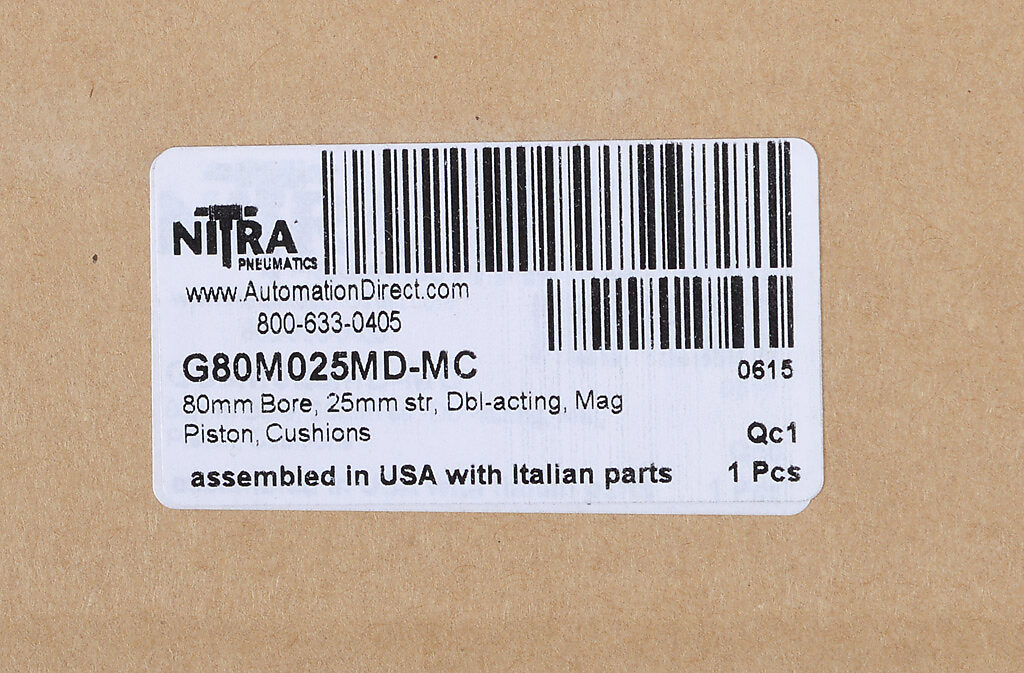 NITRA
PNEUMATICS
www.AutomationDirect.com
800-633-0405
G80M025MD-MC
0615
80mm Bore, 25mm str, Dbl-acting, Mag
Piston, Cushions
Qc1
assembled in USA with Italian parts
1 Pcs